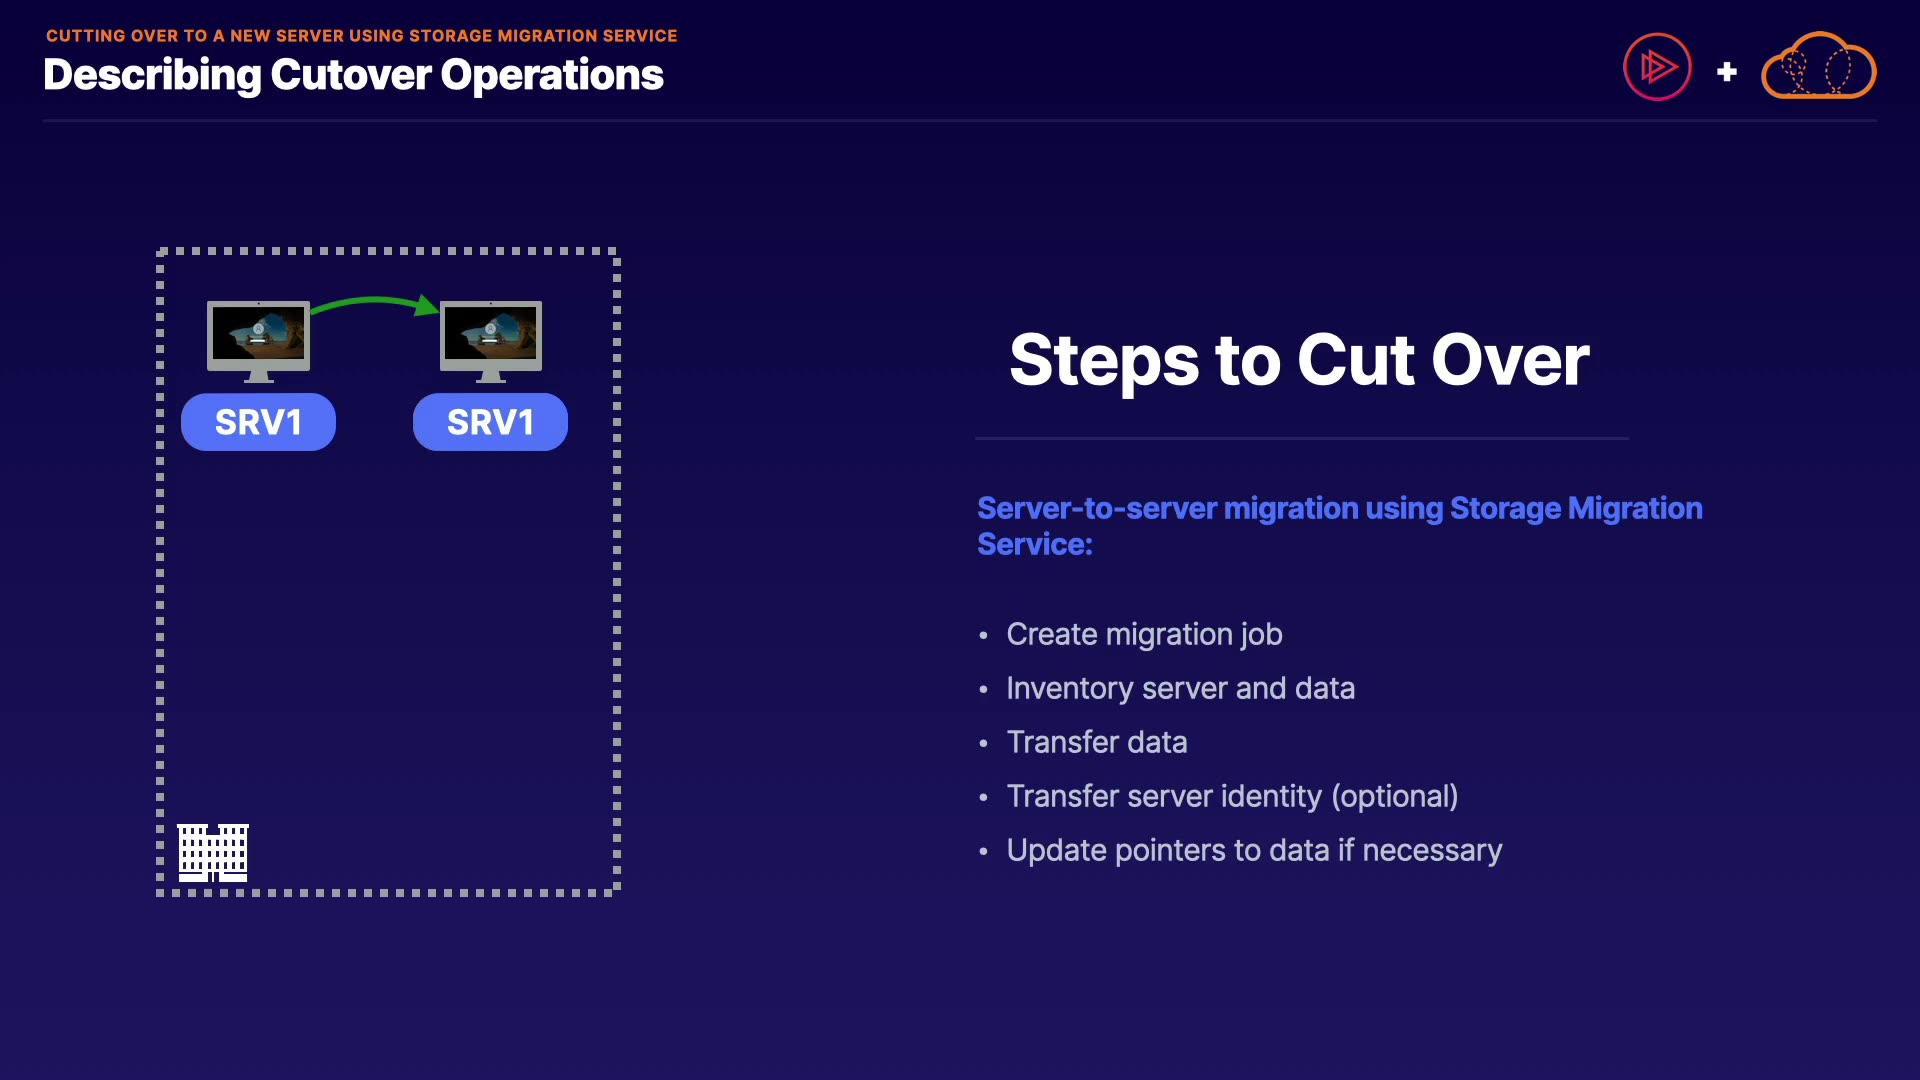 CUTTING OVER TO A NEW SERVER USING STORAGE MIGRATION SERVICE
Describing Cutover Operations
+
SRV1
SRV1
Steps to Cut Over
Server-to-server migration using Storage Migration
Service:
• Create migration job
• Inventory server and data
• Transfer data
• Transfer server identity (optional)
• Update pointers to data if necessary